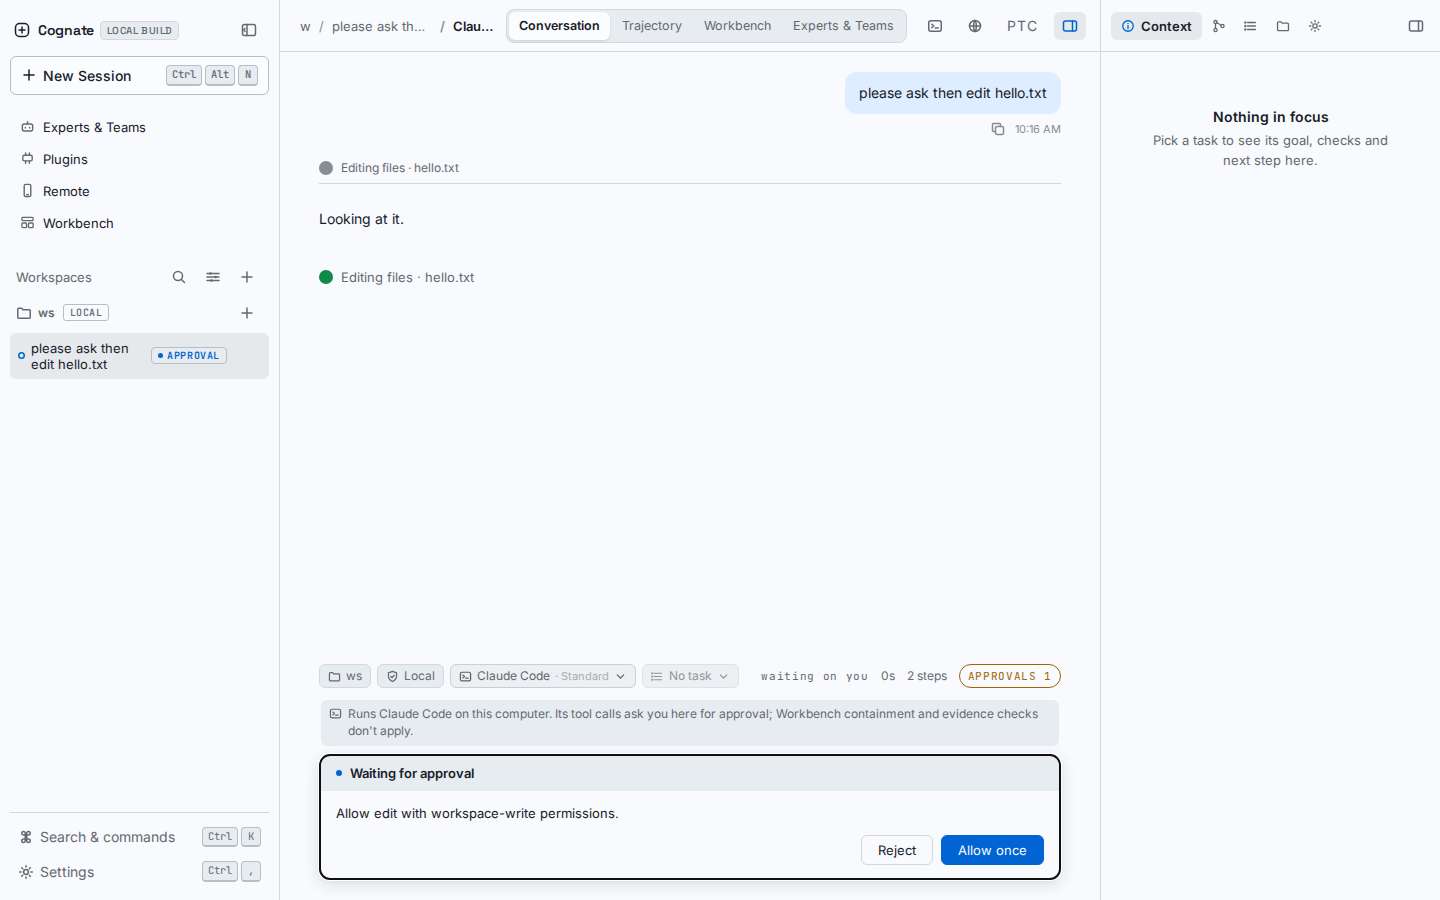 Cognate LOCAL BUILD
New Session Ctrl Alt N
Experts & Teams
Plugins
Remote
Workbench
Workspaces
ws LOCAL
please ask then
edit hello.txt
APPROVAL
Search & commands Ctrl K
Settings Ctrl ,
w / please ask th... / Clau...
Conversation Trajectory Workbench Experts & Teams
PTC
please ask then edit hello.txt
10:16 AM
Editing files · hello.txt
Looking at it.
Editing files · hello.txt
ws Local Claude Code · Standard No task waiting on you 0s 2 steps APPROVALS 1
Runs Claude Code on this computer. Its tool calls ask you here for approval; Workbench containment and evidence checks
don't apply.
Waiting for approval
Allow edit with workspace-write permissions.
Reject Allow once
Context
Nothing in focus
Pick a task to see its goal, checks and
next step here.